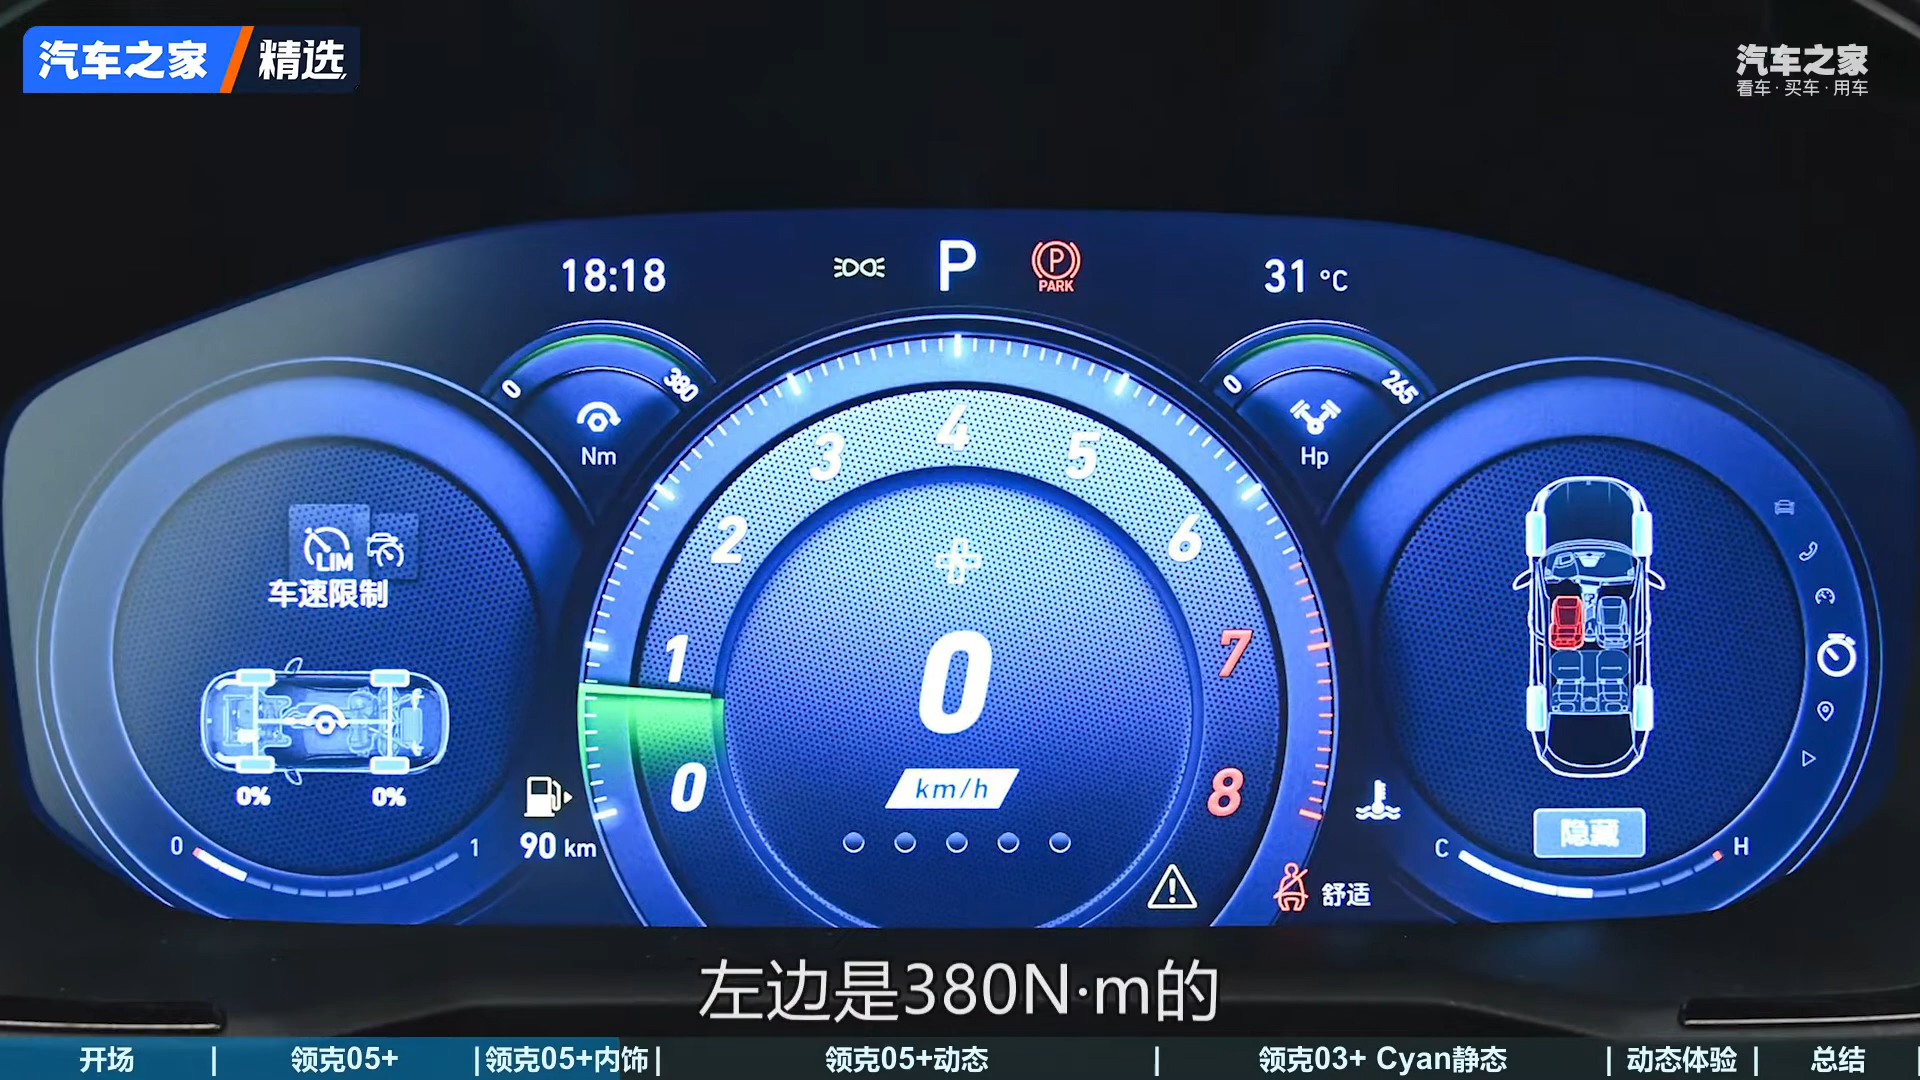 汽车之家 精选
汽车之家
看车·买车·用车
18:18
P
PARK
31 °C
0 380
Nm
0 265
Hp
0 1 2 3 4 5 6 7 8
LIM
车速限制
0% 0%
0 1
90 km
0
km/h
隐藏
C H
舒适
左边是380N·m的
开场 | 领克05+ | 领克05+内饰 | 领克05+动态 | 领克03+ Cyan静态 | 动态体验 | 总结